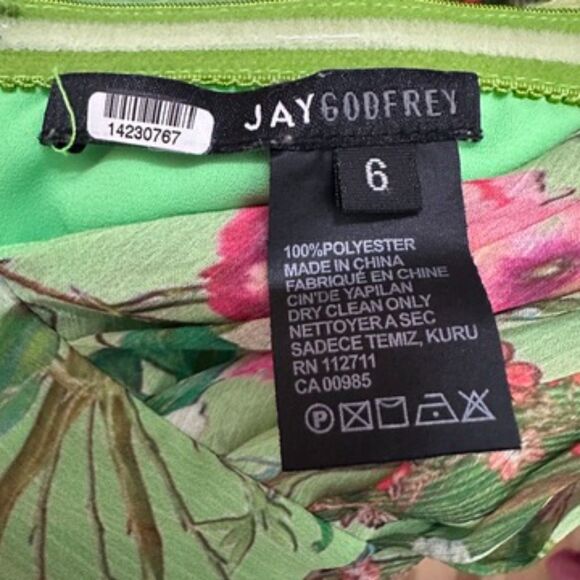 14230767
JAYGODFREY
6
100%POLYESTER
MADE IN CHINA
FABRIQUÉ EN CHINE
CIN'DE YAPILAN
DRY CLEAN ONLY
NETTOYER A SEC
SADECE TEMIZ, KURU
RN 112711
CA 00985
P